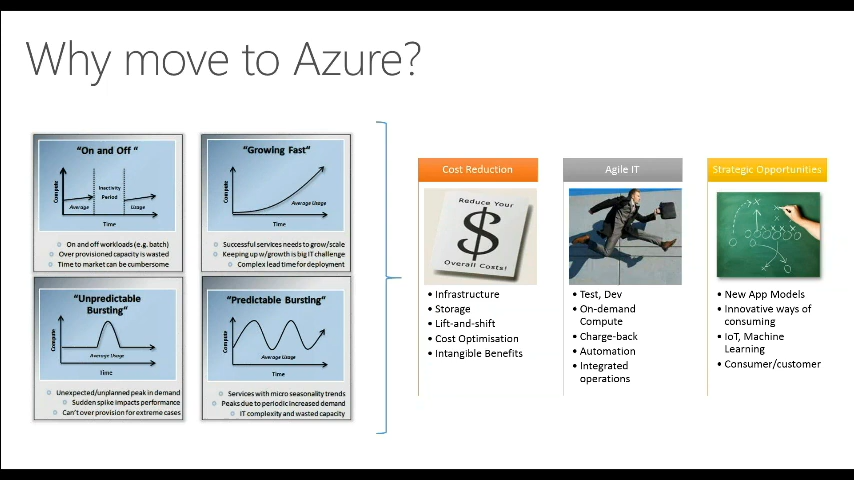 Why move to Azure?
"On and Off "
Compute
Inactivity
Period
Average
Usage
Time
On and off workloads (e.g. batch)
Over provisioned capacity is wasted
Time to market can be cumbersome
"Growing Fast"
Compute
Average Usage
Time
Successful services needs to grow/scale
Keeping up w/growth is big IT challenge
Complex lead time for deployment
"Unpredictable
Bursting"
Compute
Average Usage
Time
Unexpected/unplanned peak in demand
Sudden spike impacts performance
Can't over provision for extreme cases
"Predictable Bursting"
Compute
Average Usage
Time
Services with micro seasonality trends
Peaks due to periodic increased demand
IT complexity and wasted capacity
Cost Reduction
Reduce Your
$
Overall Costs!
• Infrastructure
• Storage
• Lift-and-shift
• Cost Optimisation
• Intangible Benefits
Agile IT
• Test, Dev
• On-demand
Compute
• Charge-back
• Automation
• Integrated
operations
Strategic Opportunities
• New App Models
• Innovative ways of
consuming
• IoT, Machine
Learning
• Consumer/customer